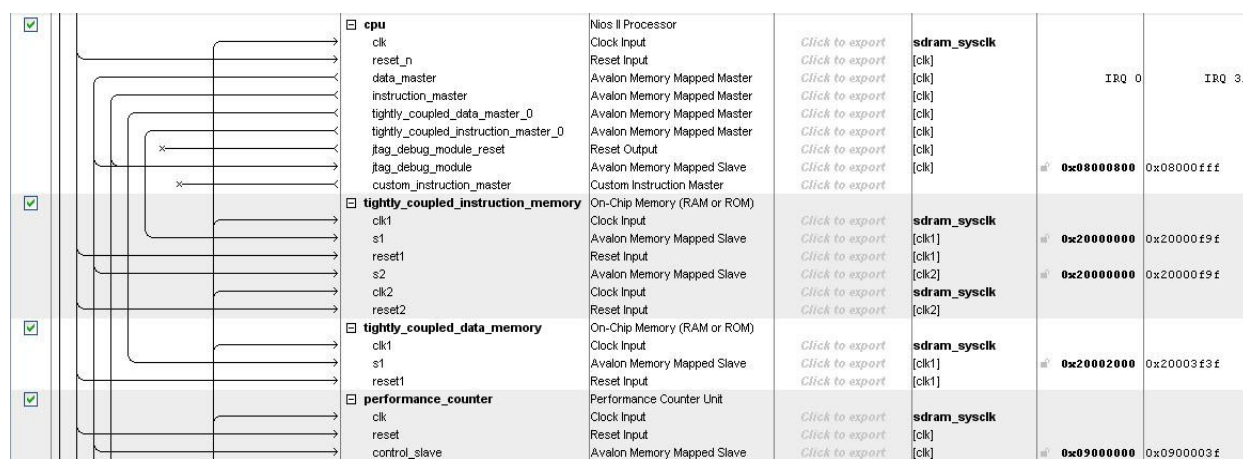 cpu Nios II Processor
clk Clock Input Click to export sdram_sysclk
reset_n Reset Input Click to export [clk]
data_master Avalon Memory Mapped Master Click to export [clk] IRQ 0 IRQ 3
instruction_master Avalon Memory Mapped Master Click to export [clk]
tightly_coupled_data_master_0 Avalon Memory Mapped Master Click to export [clk]
tightly_coupled_instruction_master_0 Avalon Memory Mapped Master Click to export [clk]
jtag_debug_module_reset Reset Output Click to export [clk]
jtag_debug_module Avalon Memory Mapped Slave Click to export [clk] 0x08000800 0x08000fff
custom_instruction_master Custom Instruction Master Click to export
tightly_coupled_instruction_memory On-Chip Memory (RAM or ROM)
clk1 Clock Input Click to export sdram_sysclk
s1 Avalon Memory Mapped Slave Click to export [clk1] 0x20000000 0x20000f9f
reset1 Reset Input Click to export [clk1]
s2 Avalon Memory Mapped Slave Click to export [clk2] 0x20000000 0x20000f9f
clk2 Clock Input Click to export sdram_sysclk
reset2 Reset Input Click to export [clk2]
tightly_coupled_data_memory On-Chip Memory (RAM or ROM)
clk1 Clock Input Click to export sdram_sysclk
s1 Avalon Memory Mapped Slave Click to export [clk1] 0x20002000 0x20003f3f
reset1 Reset Input Click to export [clk1]
performance_counter Performance Counter Unit
clk Clock Input Click to export sdram_sysclk
reset Reset Input Click to export [clk]
control_slave Avalon Memory Mapped Slave Click to export [clk] 0x09000000 0x0900003f